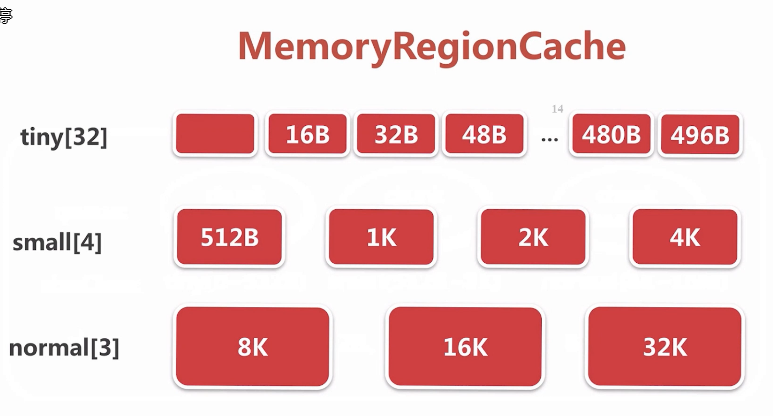 MemoryRegionCache
14
tiny[32] 16B 32B 48B ... 480B 496B
small[4] 512B 1K 2K 4K
normal[3] 8K 16K 32K